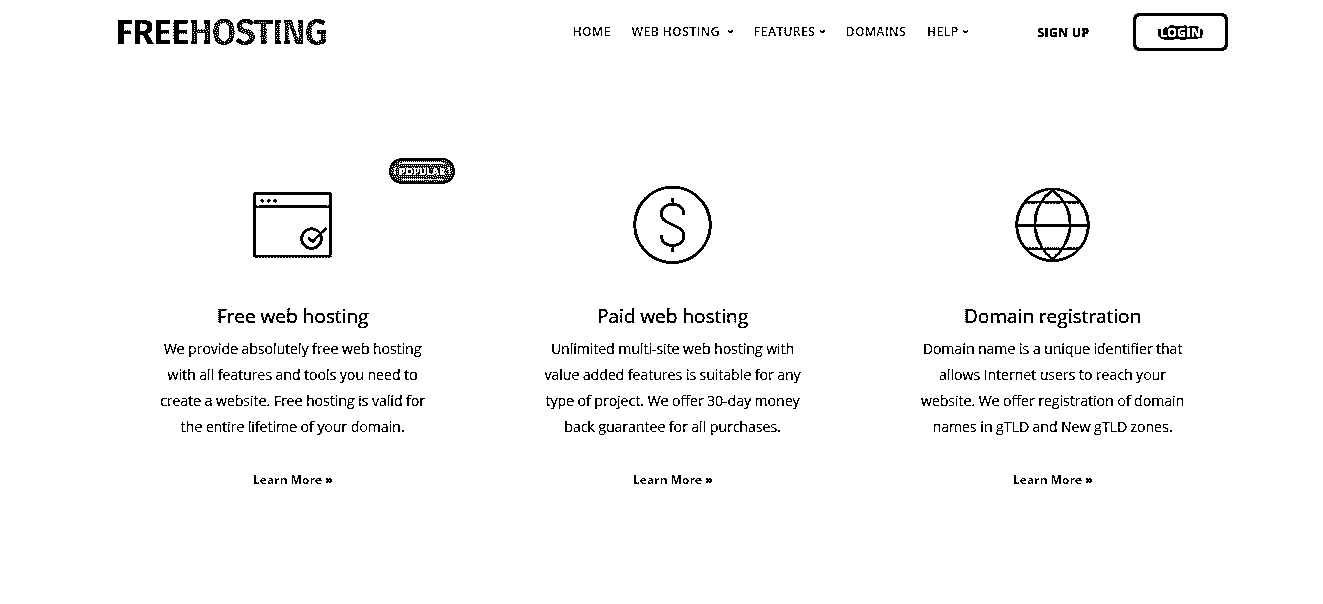 FREEHOSTING
HOME WEB HOSTING FEATURES DOMAINS HELP SIGN UP LOGIN
POPULAR
Free web hosting
We provide absolutely free web hosting
with all features and tools you need to
create a website. Free hosting is valid for
the entire lifetime of your domain.
Learn More »
Paid web hosting
Unlimited multi-site web hosting with
value added features is suitable for any
type of project. We offer 30-day money
back guarantee for all purchases.
Learn More »
Domain registration
Domain name is a unique identifier that
allows Internet users to reach your
website. We offer registration of domain
names in gTLD and New gTLD zones.
Learn More »